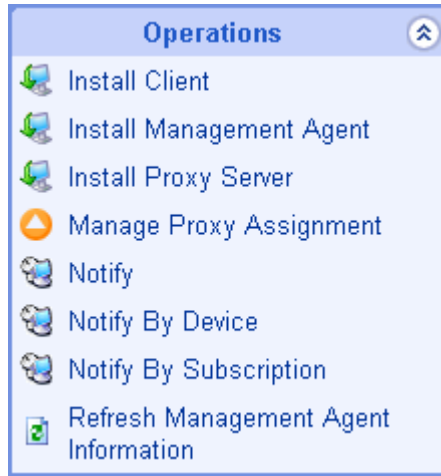 Operations
Install Client
Install Management Agent
Install Proxy Server
Manage Proxy Assignment
Notify
Notify By Device
Notify By Subscription
Refresh Management Agent
Information